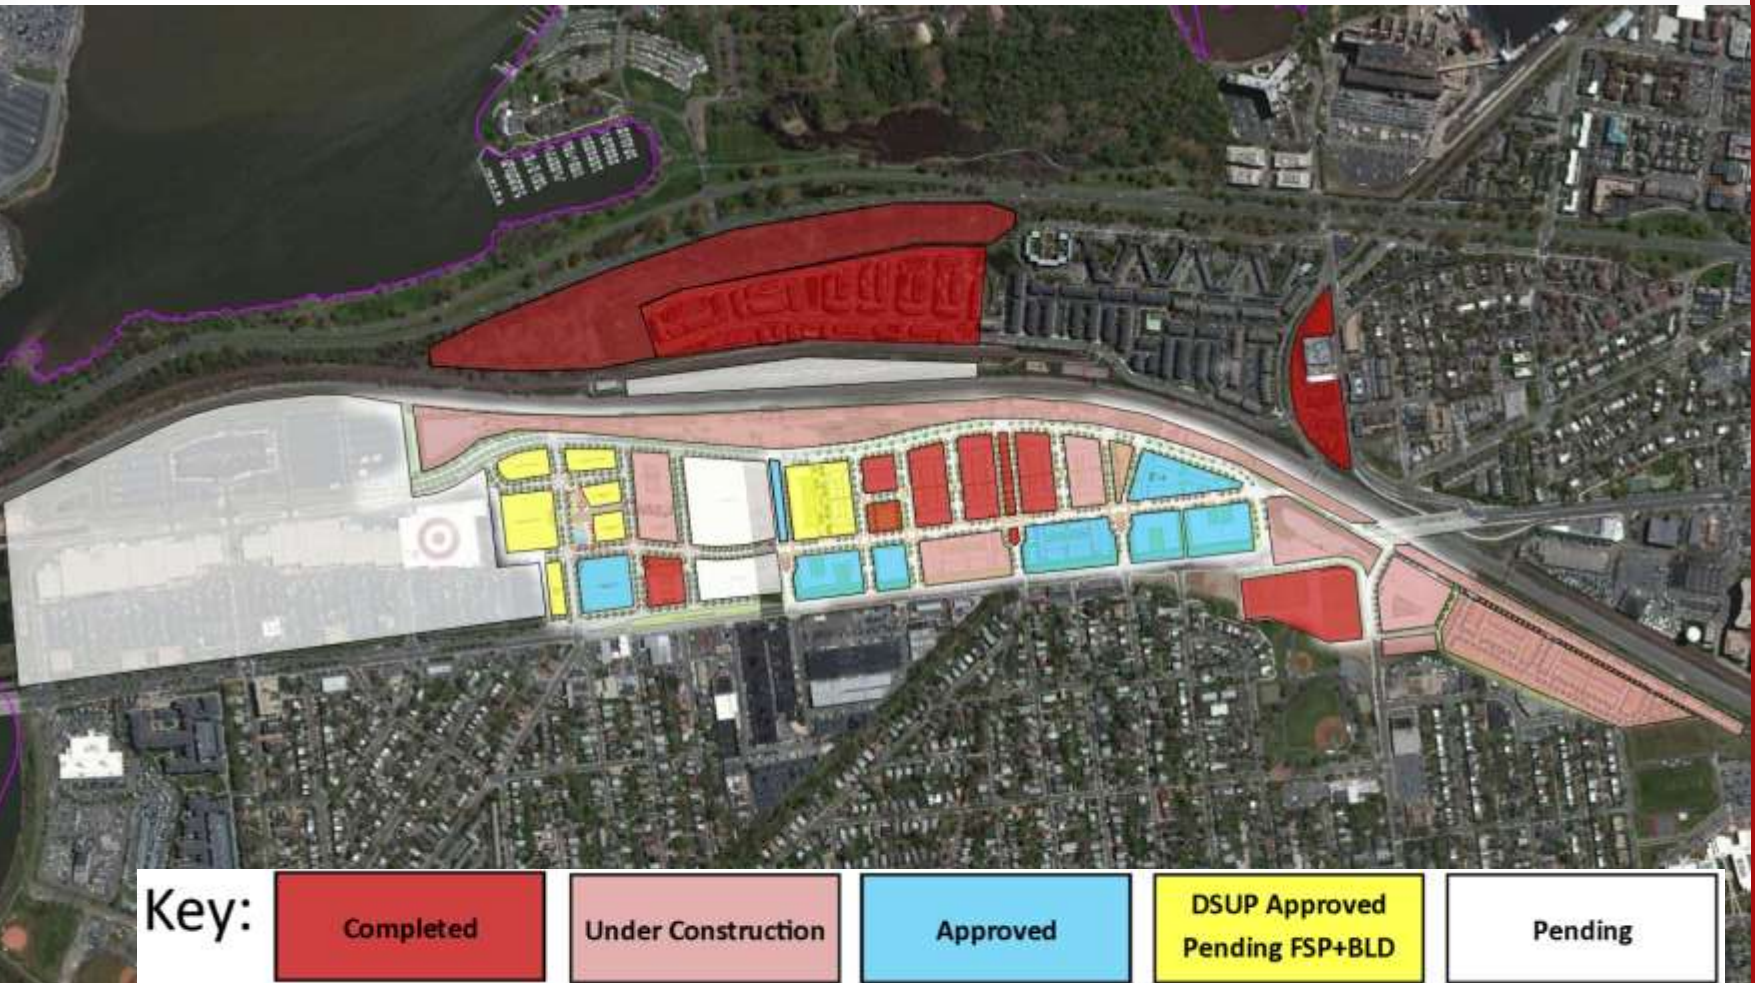 Key:
Completed
Under Construction
Approved
DSUP Approved
Pending FSP+BLD
Pending